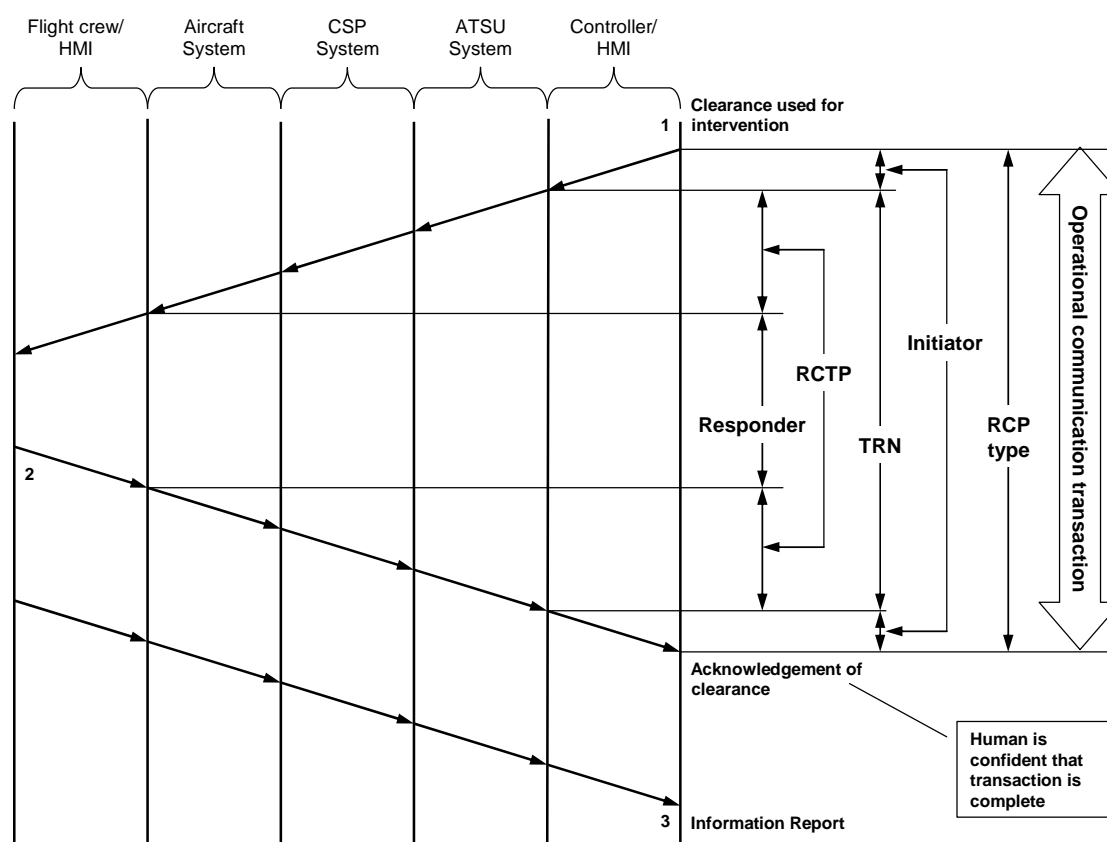 Flight crew/
HMI
Aircraft
System
CSP
System
ATSU
System
Controller/
HMI
1
Clearance used for
intervention
Operational communication transaction
Initiator
RCTP
Responder
RCP
type
TRN
2
Acknowledgement of
clearance
Human is
confident that
transaction is
complete
3
Information Report